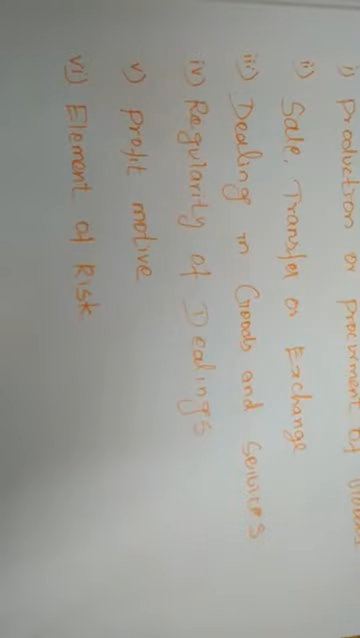 i) Production or procurment of
ii) Sale, Transfer or Exchange
iii) Dealing in Goods and Services
iv) Regularity of Dealings
v) Profit motive
vi) Element of Risk